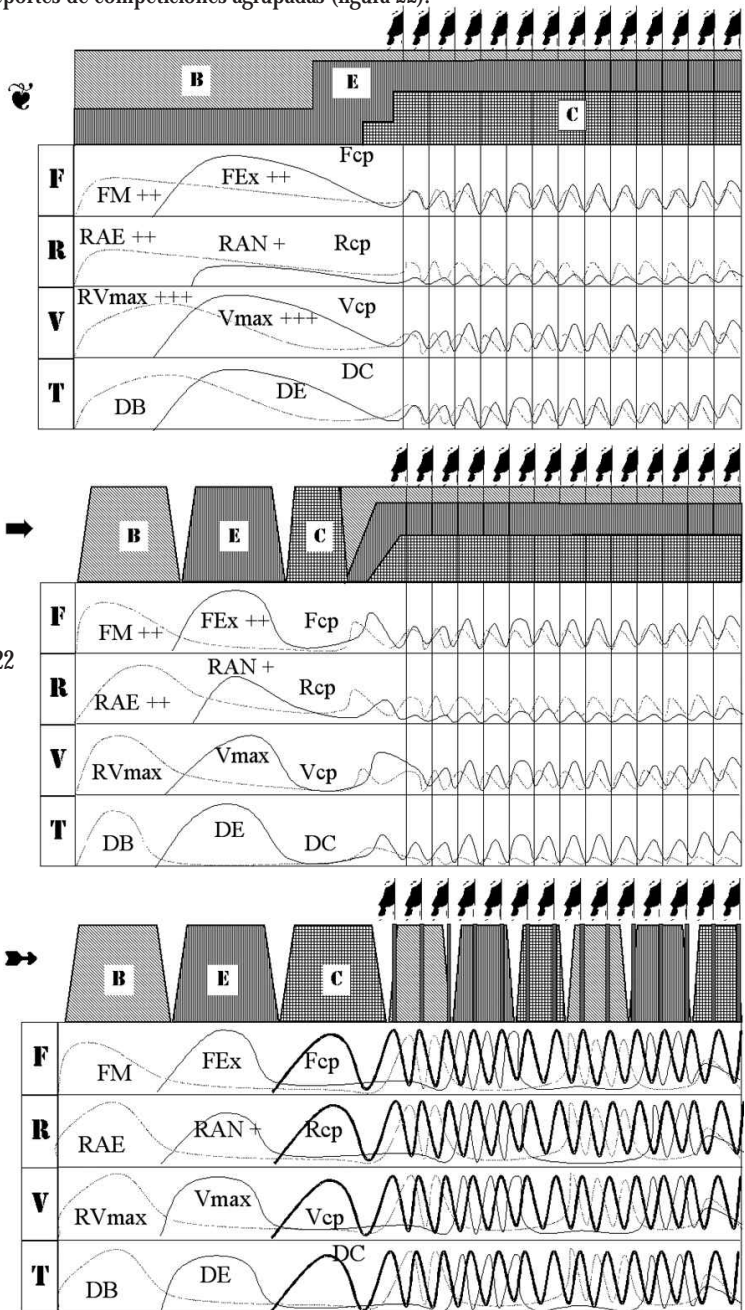 portes de competiciones agrupadas (figura 22).
B E C
F FM ++ FEx ++ Fcp
R RAE ++ RAN + Rcp
V RVmax +++ Vmax +++ Vcp
T DB DE DC
B E C
F FM ++ FEx ++ Fcp
22
R RAE ++ RAN + Rcp
V RVmax Vmax Vcp
T DB DE DC
B E C
F FM FEx Fcp
R RAE RAN + Rcp
V RVmax Vmax Vcp
T DB DE DC